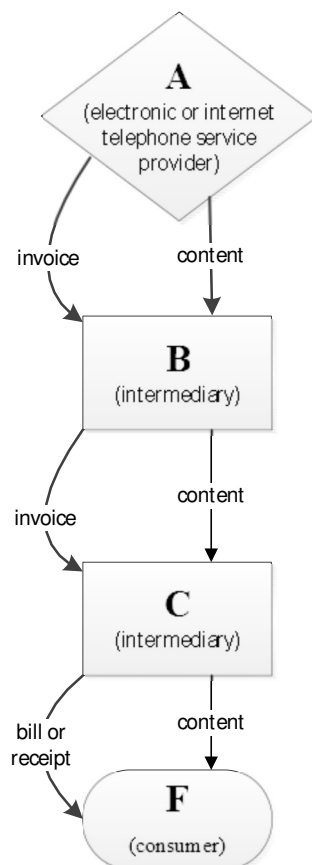 A
(electronic or internet
telephone service
provider)
invoice
content
B
(intermediary)
invoice
content
C
(intermediary)
bill or
receipt
content
F
(consumer)